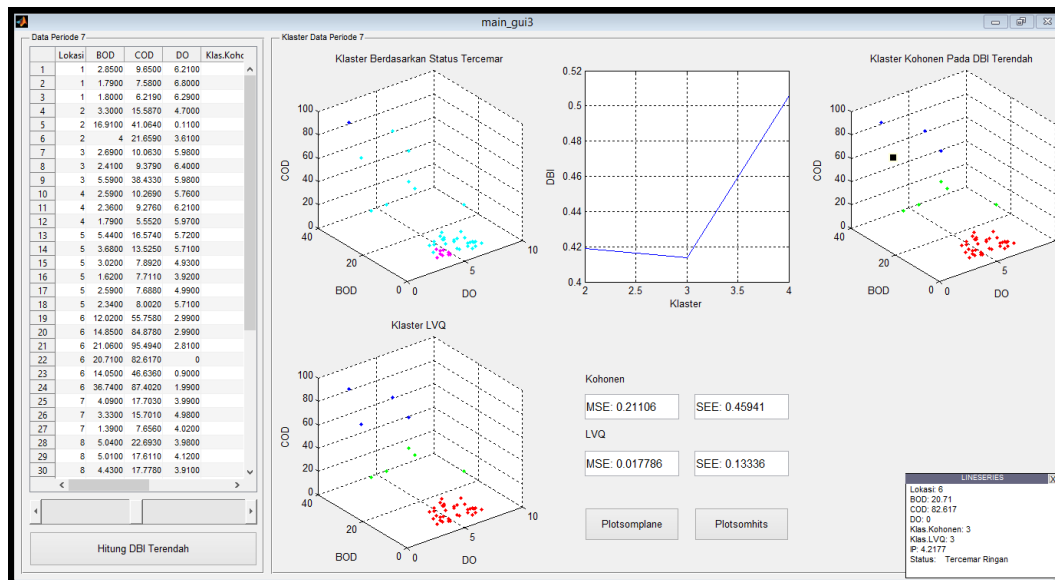 main_gui3
Data Periode 7
Lokasi BOD COD DO Klas.Kohc
1 1 2.8500 9.6500 6.2100
2 1 1.7900 7.5800 6.8000
3 1 1.8000 6.2190 6.2900
4 2 3.3000 15.5870 4.7000
5 2 16.9100 41.0640 0.1100
6 2 4 21.6590 3.6100
7 3 2.6900 10.0630 5.9800
8 3 2.4100 9.3790 6.4000
9 3 5.5900 38.4330 5.9800
10 4 2.5900 10.2690 5.7600
11 4 2.3600 9.2760 6.2100
12 4 1.7900 5.5520 5.9700
13 5 5.4400 16.5740 5.7200
14 5 3.6800 13.5250 5.7100
15 5 3.0200 7.8920 4.9300
16 5 1.6200 7.7110 3.9200
17 5 2.5900 7.6880 4.9900
18 5 2.3400 8.0020 5.7100
19 6 12.0200 55.7580 2.9900
20 6 14.8500 84.8780 2.9900
21 6 21.0600 95.4940 2.8100
22 6 20.7100 82.6170 0
23 6 14.0500 46.6360 0.9000
24 6 36.7400 87.4020 1.9900
25 7 4.0900 17.7030 3.9900
26 7 3.3300 15.7010 4.9800
27 7 1.3900 7.6560 4.0200
28 8 5.0400 22.6930 3.9800
29 8 5.0100 17.6110 4.1200
30 8 4.4300 17.7780 3.9100
Hitung DBI Terendah
Klaster Data Periode 7
Klaster Berdasarkan Status Tercemar
100
80
60
40
20
0
COD
40
20
0
BOD
0
5
10
DO
0.52
0.5
0.48
0.46
0.44
0.42
0.4
DBI
2 2.5 3 3.5 4
Klaster
Klaster Kohonen Pada DBI Terendah
100
80
60
40
20
0
COD
40
20
0
BOD
0
5
10
DO
Klaster LVQ
100
80
60
40
20
0
COD
40
20
0
BOD
0
5
10
DO
Kohonen
MSE: 0.21106 SEE: 0.45941
LVQ
MSE: 0.017786 SEE: 0.13336
Plotsomplane Plotsomhits
LINESERIES X
Lokasi: 6
BOD: 20.71
COD: 82.617
DO: 0
Klas.Kohonen: 3
Klas.LVQ: 3
IP: 4.2177
Status: Tercemar Ringan